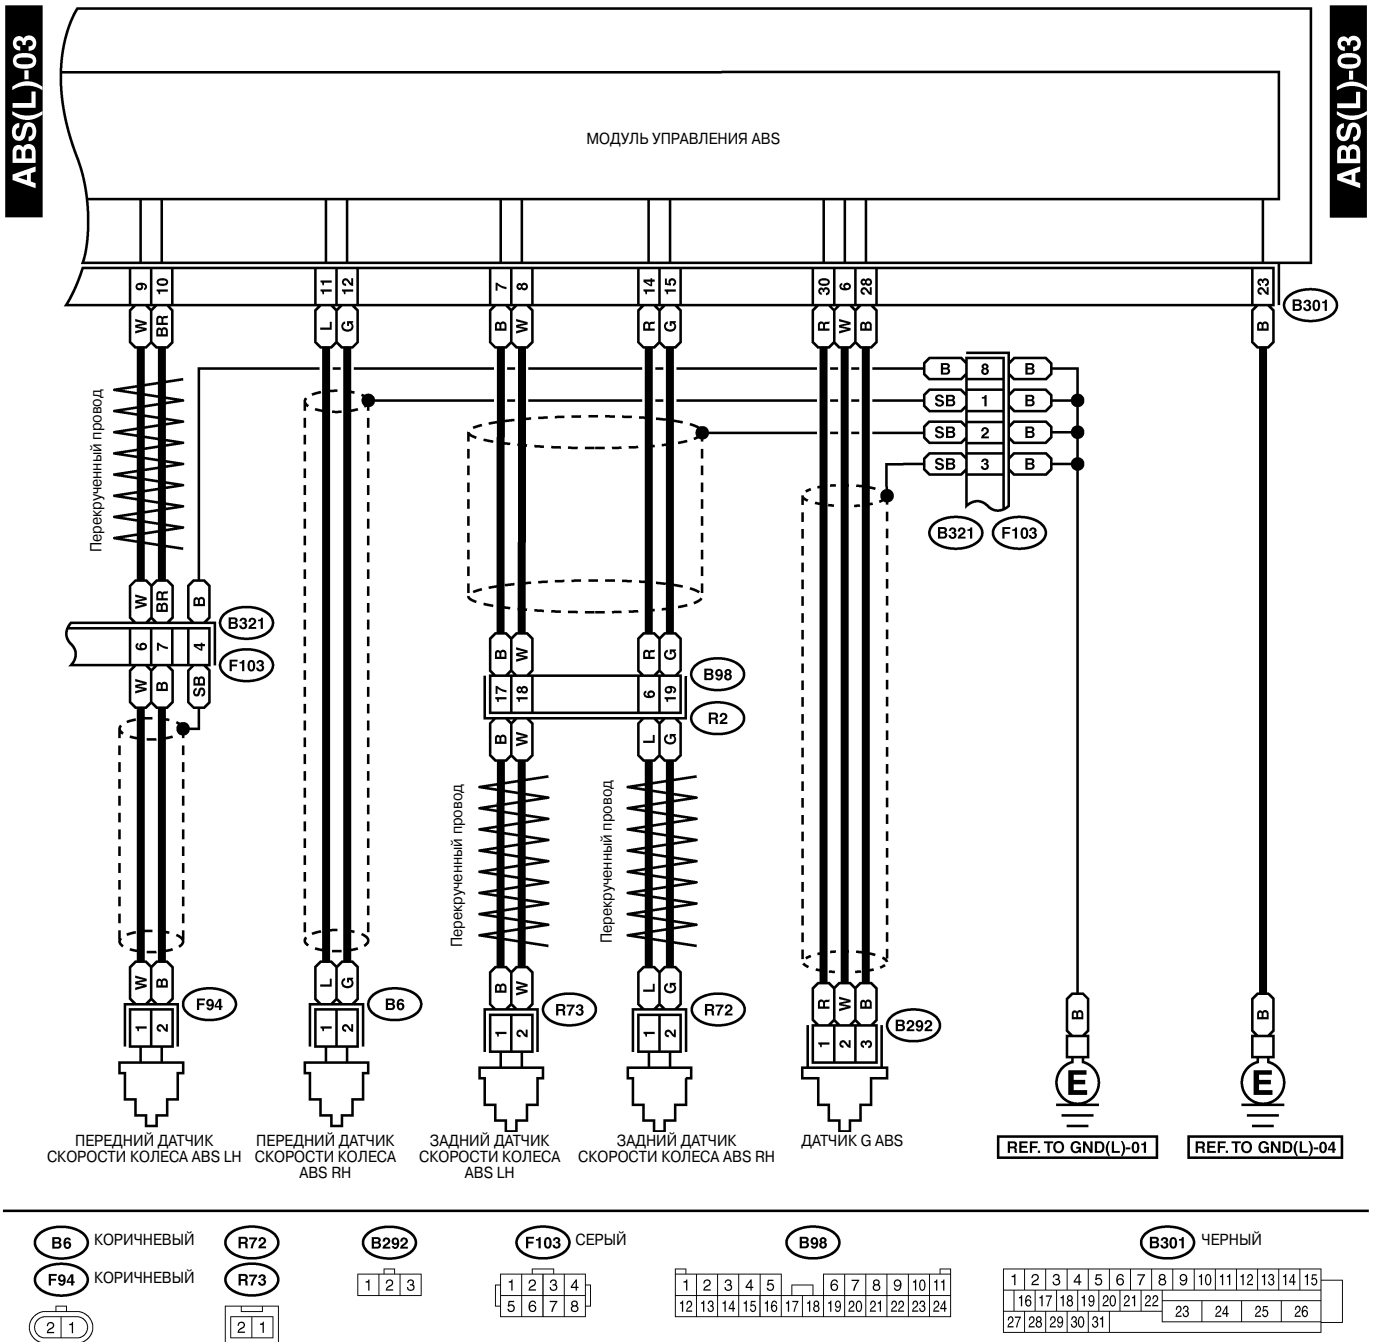 ABS(L)-03
ABS(L)-03
МОДУЛЬ УПРАВЛЕНИЯ ABS
9 10 11 12 7 8 14 15 30 6 28 23
B301
W BR L G B W R G R W B B
Перекрученный провод
B 8 B
SB 1 B
SB 2 B
SB 3 B
B321 F103
W BR B
B321
6 7 4
F103
W B SB
B W R G
B98
17 18 6 19
R2
B W L G
Перекрученный провод
Перекрученный провод
W B L G B W L G R W B B B
F94 B6 R73 R72 B292
1 2 1 2 1 2 1 2 1 2 3
E E
ПЕРЕДНИЙ ДАТЧИК
СКОРОСТИ КОЛЕСА ABS LH
ПЕРЕДНИЙ ДАТЧИК
СКОРОСТИ КОЛЕСА
ABS RH
ЗАДНИЙ ДАТЧИК
СКОРОСТИ КОЛЕСА
ABS LH
ЗАДНИЙ ДАТЧИК
СКОРОСТИ КОЛЕСА ABS RH
ДАТЧИК G ABS
REF. TO GND(L)-01
REF. TO GND(L)-04
B6 КОРИЧНЕВЫЙ
F94 КОРИЧНЕВЫЙ
2 1
R72
R73
2 1
B292
1 2 3
F103 СЕРЫЙ
1 2 3 4
5 6 7 8
B98
1 2 3 4 5 6 7 8 9 10 11
12 13 14 15 16 17 18 19 20 21 22 23 24
B301 ЧЕРНЫЙ
1 2 3 4 5 6 7 8 9 10 11 12 13 14 15
16 17 18 19 20 21 22 23 24 25 26
27 28 29 30 31